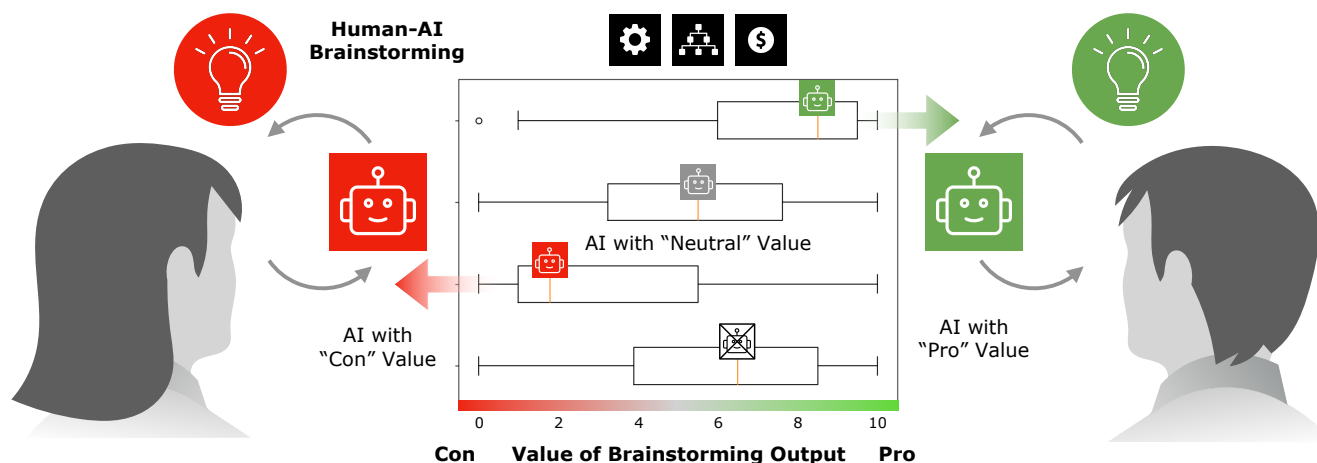 Human-AI
Brainstorming
$
AI with “Neutral” Value
AI with
“Con” Value
AI with
“Pro” Value
0 2 4 6 8 10
Con Value of Brainstorming Output Pro